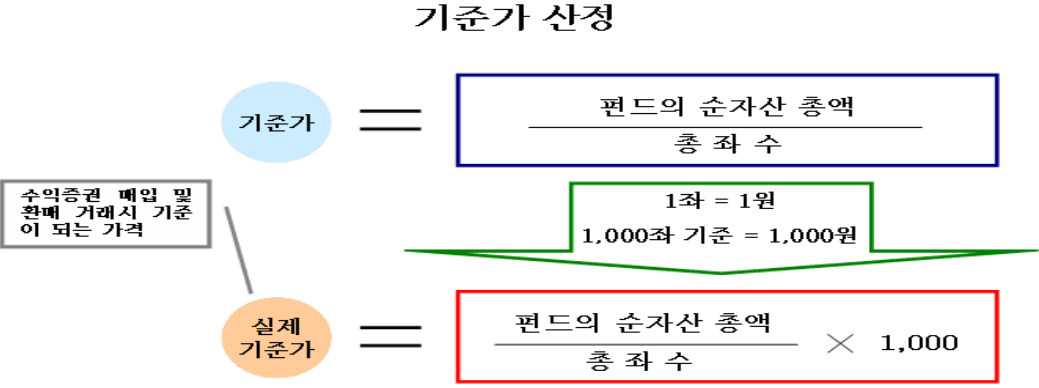 기준가 산정
기준가
=
펀드의 순자산 총액
총 좌 수
수익증권 매입 및
환매 거래시 기준
이 되는 가격
1좌 = 1원
1,000좌 기준 = 1,000원
실제
기준가
=
펀드의 순자산 총액
총 좌 수
× 1,000